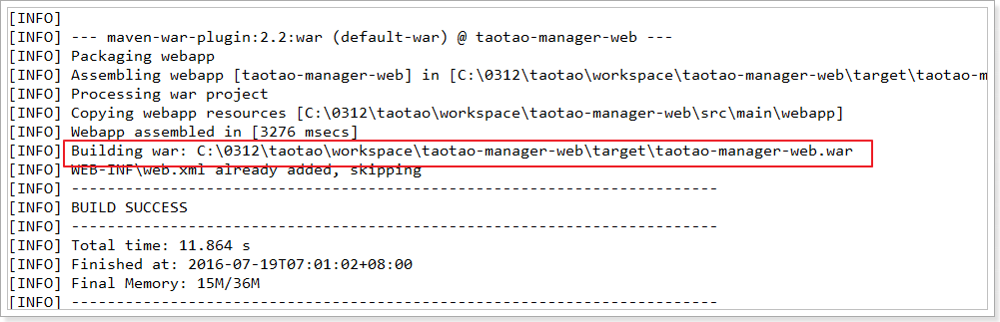 [INFO]
[INFO] --- maven-war-plugin:2.2:war (default-war) @ taotao-manager-web ---
[INFO] Packaging webapp
[INFO] Assembling webapp [taotao-manager-web] in [C:\0312\taotao\workspace\taotao-manager-web\target\taotao-m
[INFO] Processing war project
[INFO] Copying webapp resources [C:\0312\taotao\workspace\taotao-manager-web\src\main\webapp]
[INFO] Webapp assembled in [3276 msecs]
[INFO] Building war: C:\0312\taotao\workspace\taotao-manager-web\target\taotao-manager-web.war
[INFO] WEB-INF\web.xml already added, skipping
[INFO] ------------------------------------------------------------------------
[INFO] BUILD SUCCESS
[INFO] ------------------------------------------------------------------------
[INFO] Total time: 11.864 s
[INFO] Finished at: 2016-07-19T07:01:02+08:00
[INFO] Final Memory: 15M/36M
[INFO] ------------------------------------------------------------------------